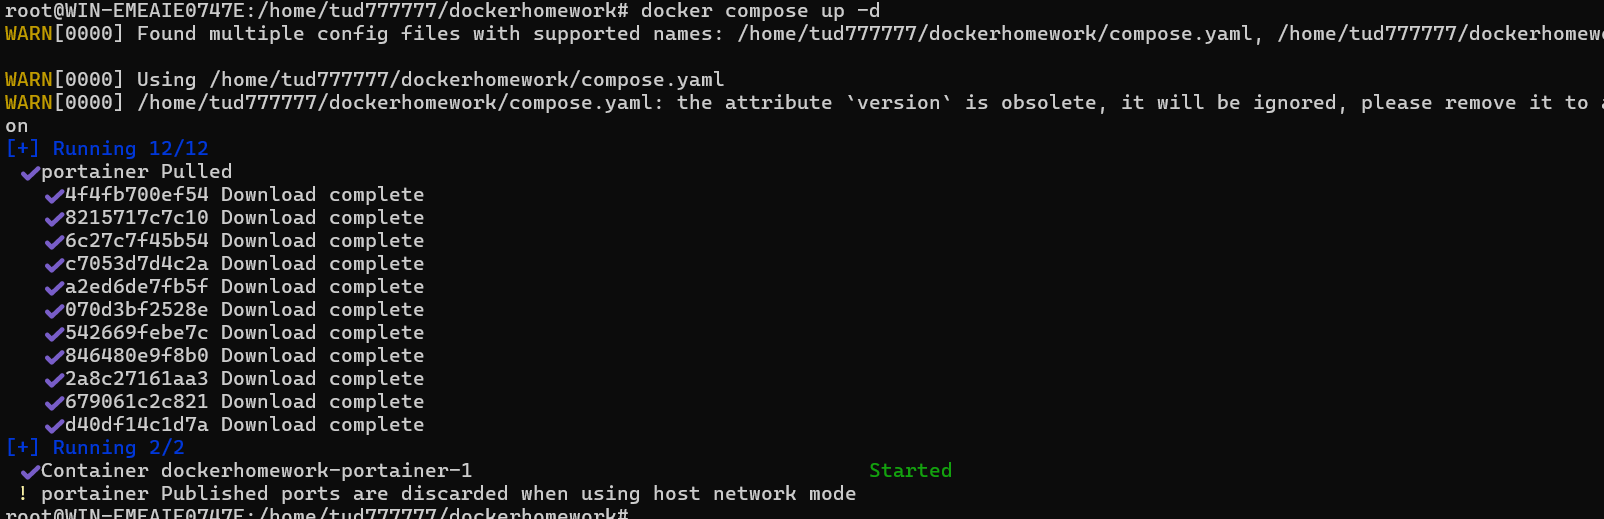 root@WIN-EMEAIE0747E:/home/tud777777/dockerhomework# docker compose up -d
WARN[0000] Found multiple config files with supported names: /home/tud777777/dockerhomework/compose.yaml, /home/tud777777/dockerhomew
WARN[0000] Using /home/tud777777/dockerhomework/compose.yaml
WARN[0000] /home/tud777777/dockerhomework/compose.yaml: the attribute `version` is obsolete, it will be ignored, please remove it to
on
[+] Running 12/12
✔portainer Pulled
✔4f4fb700ef54 Download complete
✔8215717c7c10 Download complete
✔6c27c7f45b54 Download complete
✔c7053d7d4c2a Download complete
✔a2ed6de7fb5f Download complete
✔070d3bf2528e Download complete
✔542669febe7c Download complete
✔846480e9f8b0 Download complete
✔2a8c27161aa3 Download complete
✔679061c2c821 Download complete
✔d40df14c1d7a Download complete
[+] Running 2/2
✔Container dockerhomework-portainer-1 Started
! portainer Published ports are discarded when using host network mode
root@WIN-EMEAIE0747E:/home/tud777777/dockerhomework#